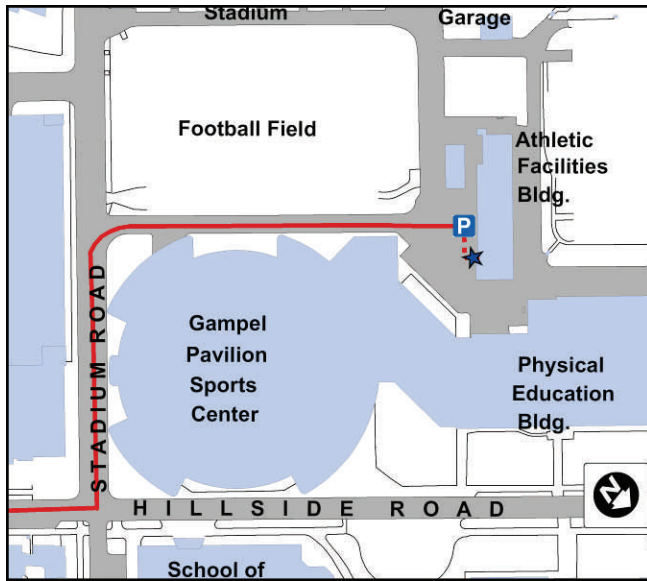 Stadium
Garage
Football Field
Athletic
Facilities
Bldg.
P
STADIUM ROAD
Gampel
Pavilion
Sports
Center
Physical
Education
Bldg.
N
HILLSIDE ROAD
School of